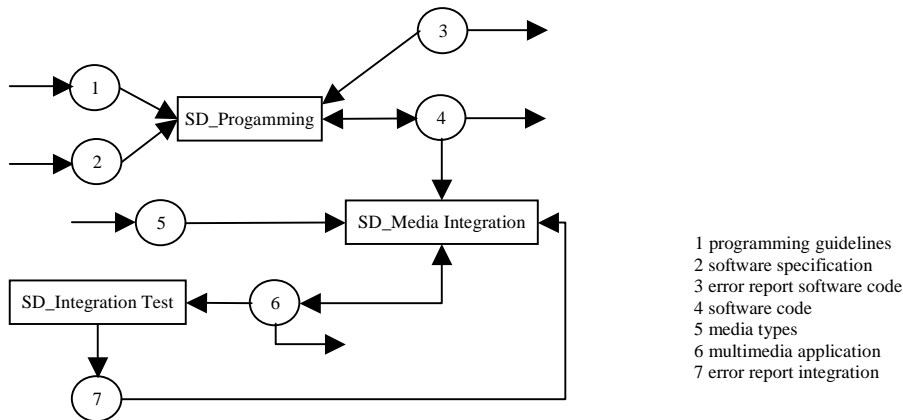 3
1
SD_Progamming
4
2
5
SD_Media Integration
SD_Integration Test
6
7
1 programming guidelines
2 software specification
3 error report software code
4 software code
5 media types
6 multimedia application
7 error report integration